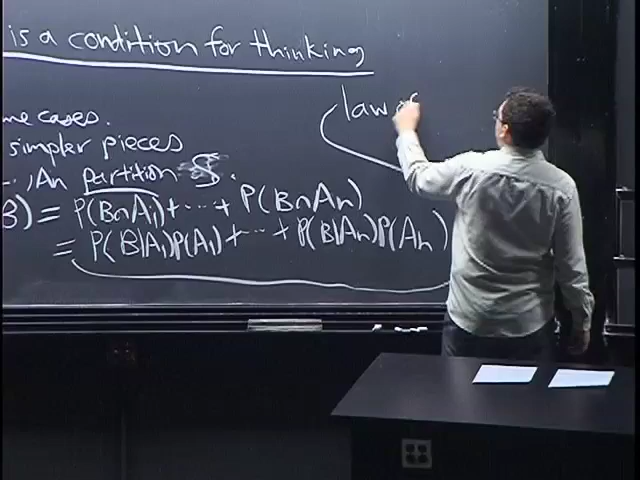 is a condition for thinking
law of
me cases.
simpler pieces
..., An partition S.
B) = P(B∩A₁) + ··· + P(B∩Aₙ)
= P(B|A₁)P(A₁) + ··· + P(B|Aₙ)P(Aₙ)